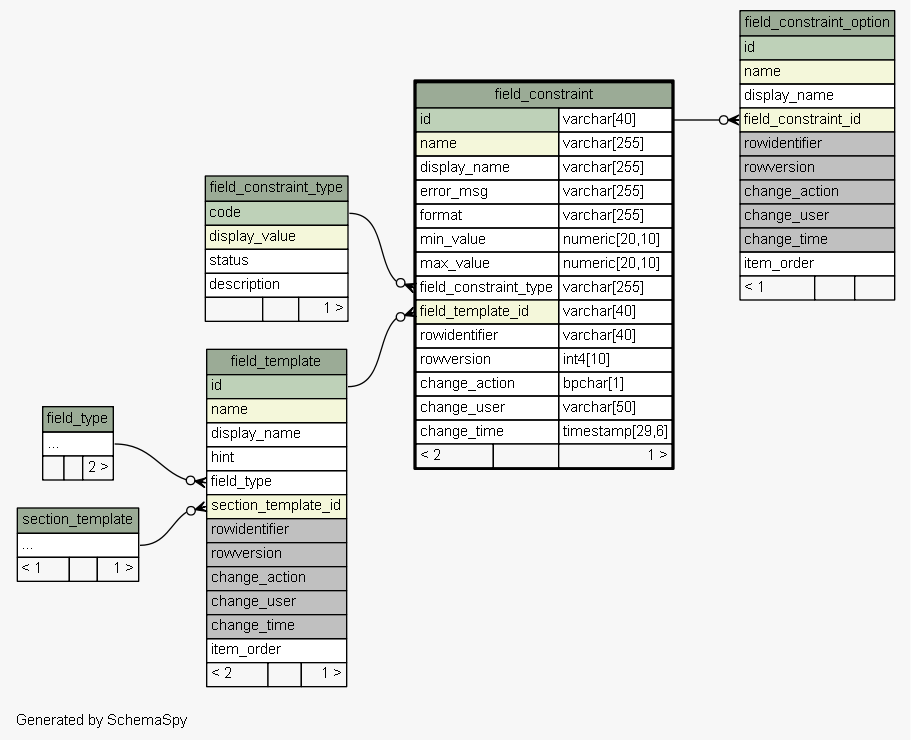 field_constraint_option
id
name
display_name
field_constraint_id
rowidentifier
rowversion
change_action
change_user
change_time
item_order
< 1
field_constraint
id varchar[40]
name varchar[255]
display_name varchar[255]
error_msg varchar[255]
format varchar[255]
min_value numeric[20,10]
max_value numeric[20,10]
field_constraint_type varchar[255]
field_template_id varchar[40]
rowidentifier varchar[40]
rowversion int4[10]
change_action bpchar[1]
change_user varchar[50]
change_time timestamp[29,6]
< 2 1 >
field_constraint_type
code
display_value
status
description
1 >
field_template
id
name
display_name
hint
field_type
section_template_id
rowidentifier
rowversion
change_action
change_user
change_time
item_order
< 2 1 >
field_type
...
2 >
section_template
...
< 1 1 >
Generated by SchemaSpy